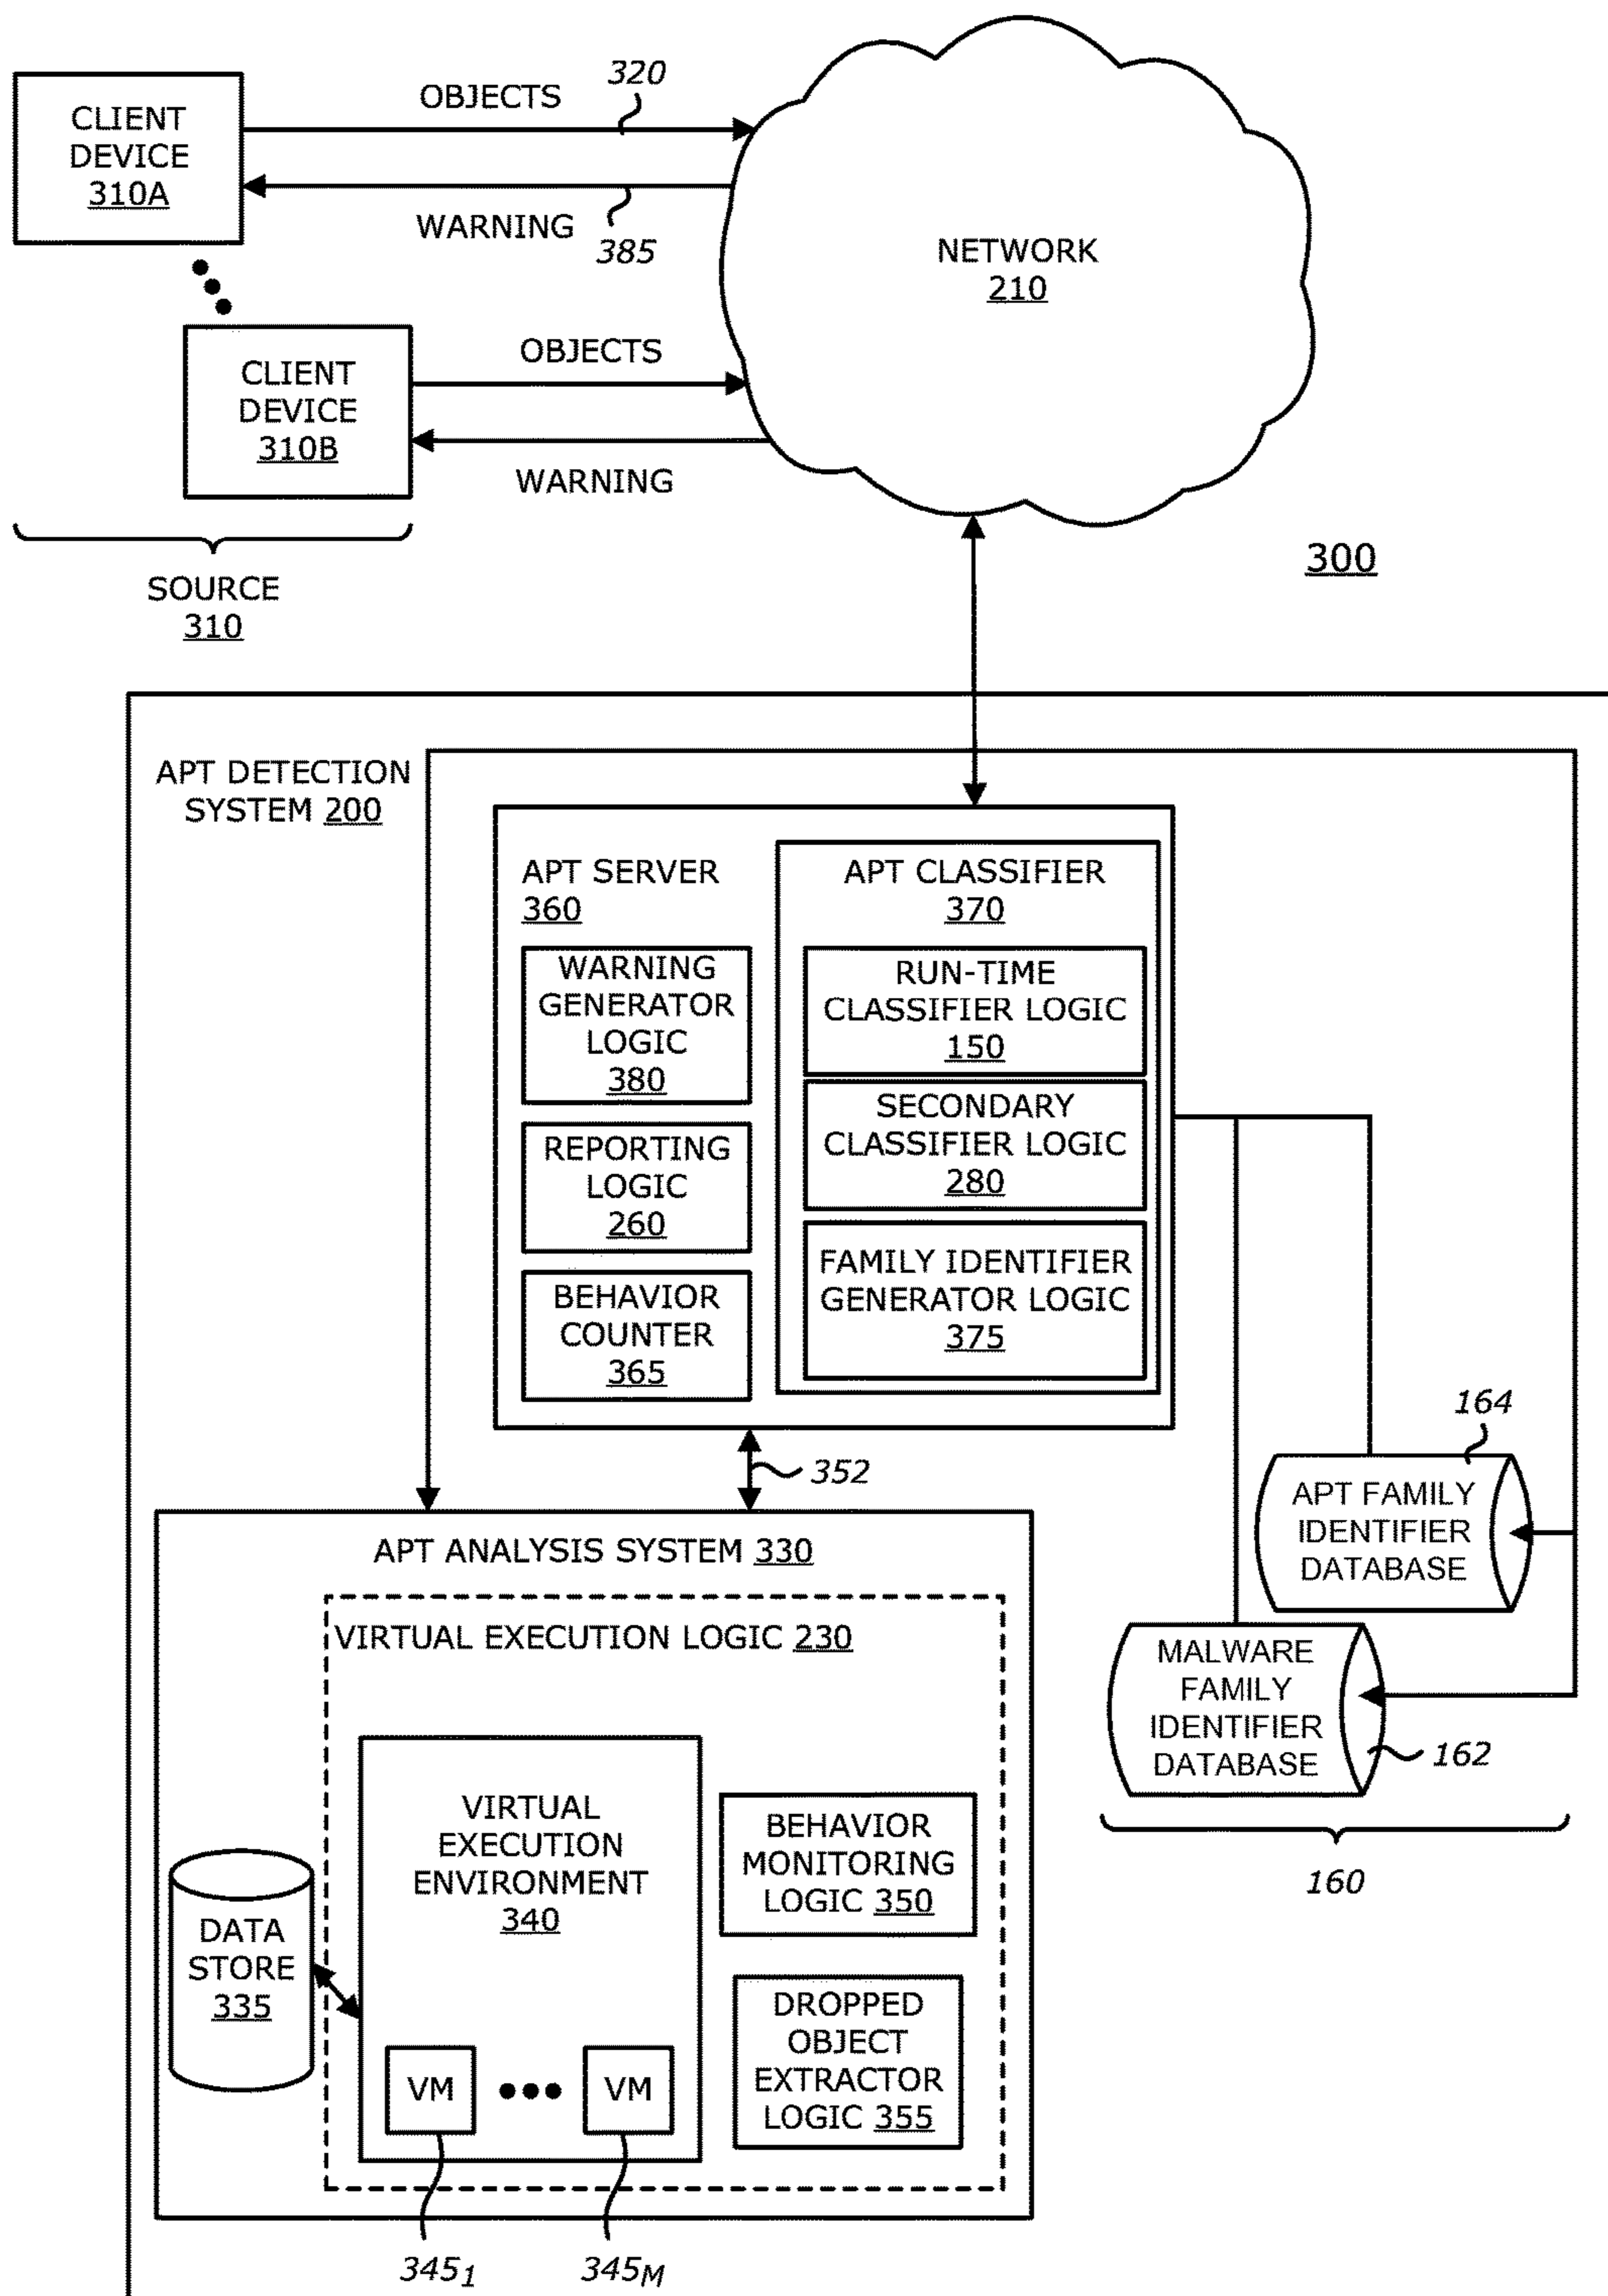 320
OBJECTS
CLIENT
DEVICE
310A
WARNING
385
NETWORK
210
OBJECTS
CLIENT
DEVICE
310B
WARNING
300
SOURCE
310
APT DETECTION
SYSTEM 200
APT SERVER
360
APT CLASSIFIER
370
WARNING
GENERATOR
LOGIC
380
RUN-TIME
CLASSIFIER LOGIC
150
SECONDARY
CLASSIFIER LOGIC
280
REPORTING
LOGIC
260
FAMILY IDENTIFIER
GENERATOR LOGIC
375
BEHAVIOR
COUNTER
365
164
352
APT FAMILY
IDENTIFIER
DATABASE
APT ANALYSIS SYSTEM 330
VIRTUAL EXECUTION LOGIC 230
MALWARE
FAMILY
IDENTIFIER
DATABASE
162
VIRTUAL
EXECUTION
ENVIRONMENT
340
BEHAVIOR
MONITORING
LOGIC 350
160
DATA
STORE
335
DROPPED
OBJECT
EXTRACTOR
LOGIC 355
VM
VM
345₁
345M